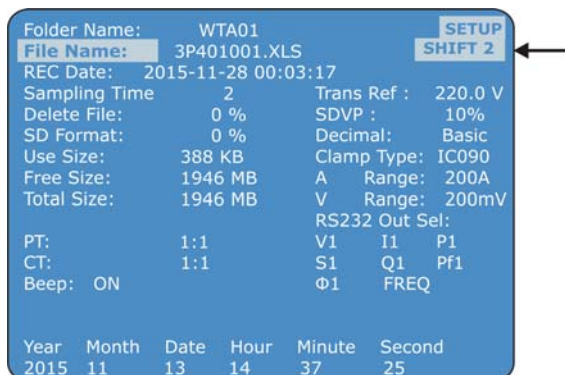 Folder Name: WTA01 SETUP
File Name: 3P401001.XLS SHIFT 2
REC Date: 2015-11-28 00:03:17
Sampling Time 2 Trans Ref : 220.0 V
Delete File: 0 % SDVP : 10%
SD Format: 0 % Decimal: Basic
Use Size: 388 KB Clamp Type: IC090
Free Size: 1946 MB A Range: 200A
Total Size: 1946 MB V Range: 200mV
RS232 Out Sel:
PT: 1:1 V1 I1 P1
CT: 1:1 S1 Q1 Pf1
Beep: ON Φ1 FREQ
Year Month Date Hour Minute Second
2015 11 13 14 37 25